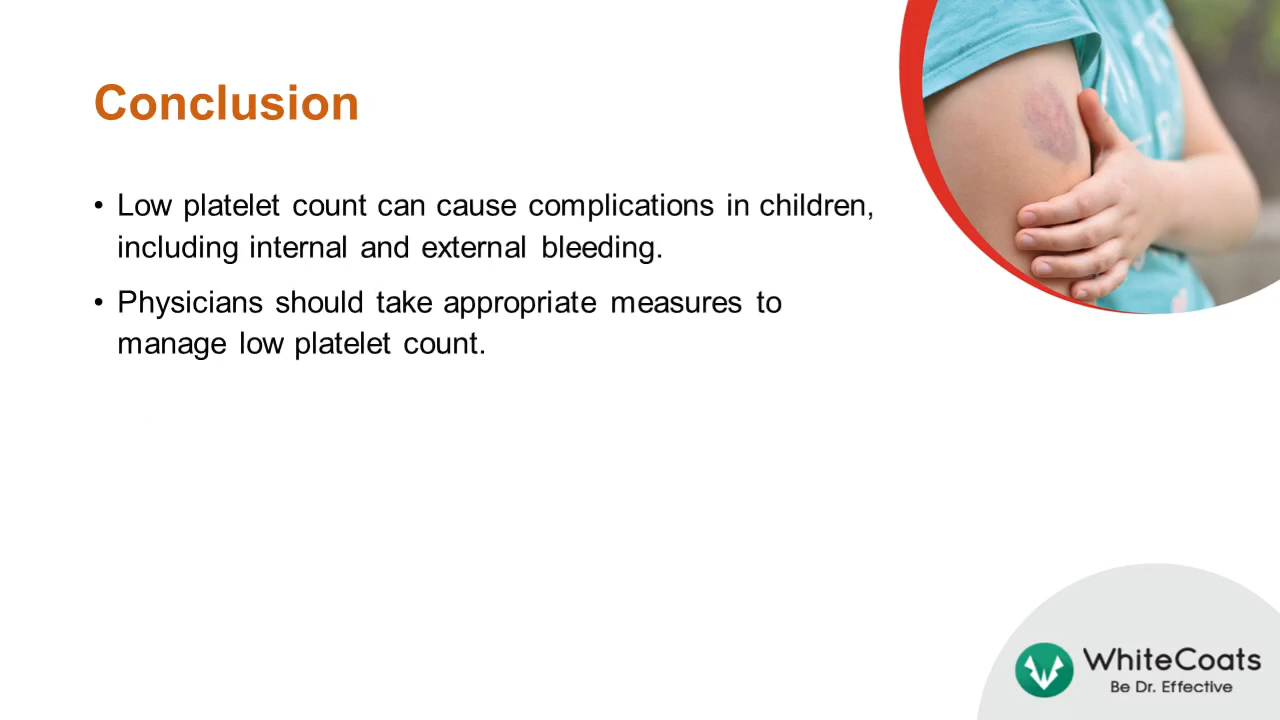 Conclusion
• Low platelet count can cause complications in children,
including internal and external bleeding.
• Physicians should take appropriate measures to
manage low platelet count.
WhiteCoats
Be Dr. Effective